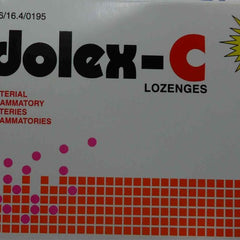 6/16.4/0195
dolex-C
LOZENGES
TERIAL
AMMATORY
TERIES
AMMATORIES